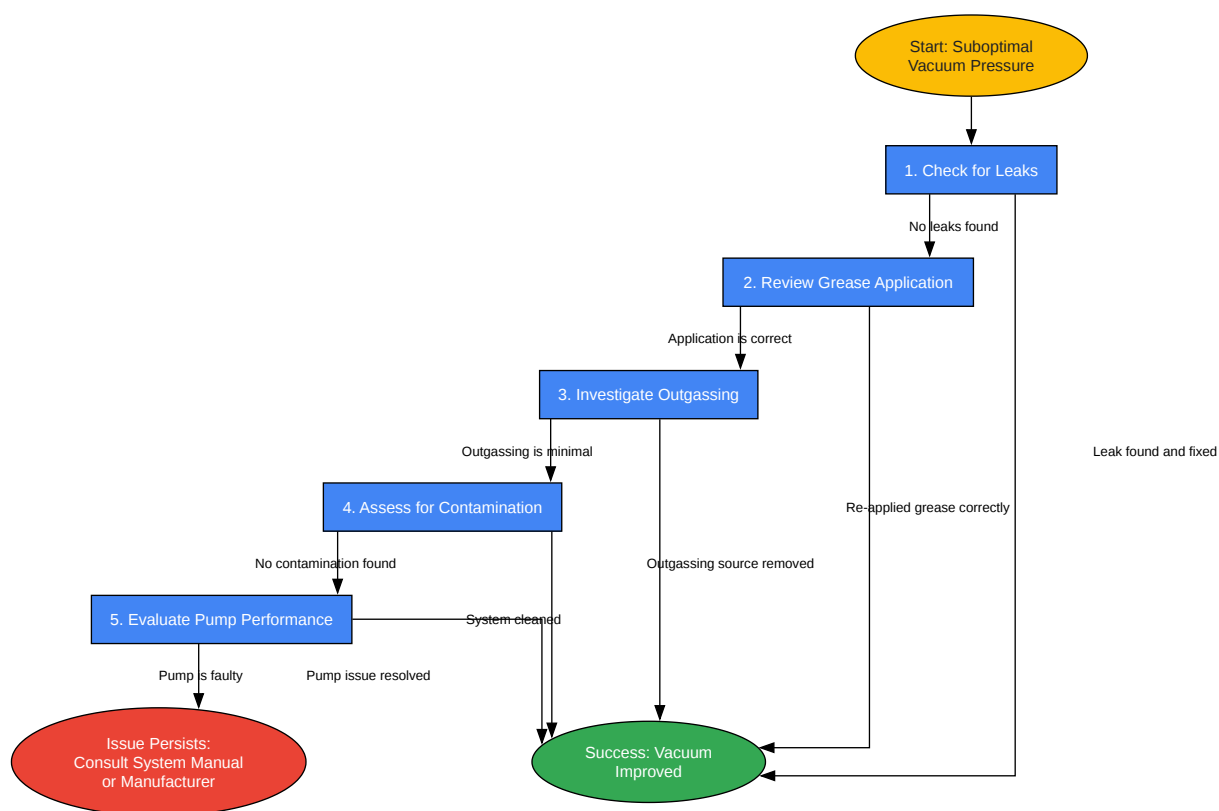 Start: Suboptimal
Vacuum Pressure
1. Check for Leaks
No leaks found
2. Review Grease Application
Application is correct
3. Investigate Outgassing
Outgassing is minimal
Leak found and fixed
4. Assess for Contamination
Re-applied grease correctly
No contamination found
Outgassing source removed
5. Evaluate Pump Performance
System cleaned
Pump is faulty
Pump issue resolved
Issue Persists:
Consult System Manual
or Manufacturer
Success: Vacuum
Improved